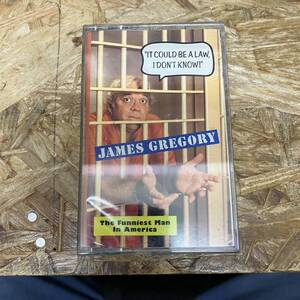 "IT COULD BE A LAW,
I DON'T KNOW!"
JAMES GREGORY
The Funniest Man
In America